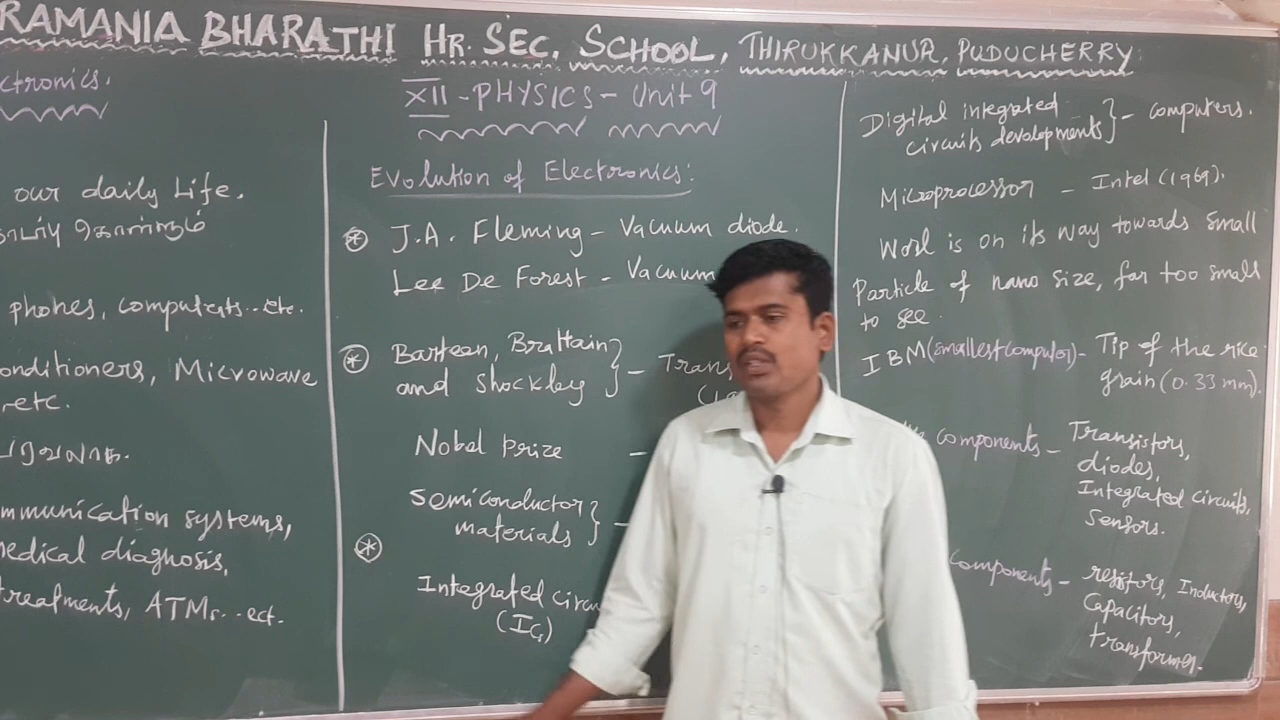 RAMANIA BHARATHI HR. SEC. SCHOOL, THIRUKKANUR, PUDUCHERRY
XII - PHYSICS - Unit 9
ctronics.
our daily Life.
phones, computers...etc.
onditioners, Microwave
etc.
mmunication systems,
edical diagnosis,
treatments, ATMs...ect.
Evolution of Electronics:
J.A. Fleming - Vacuum diode.
Lee De Forest - Vacuum
Bardeen, Brattain
and Shockley } - Trans
Nobel Prize -
Semiconductor
materials } -
Integrated circu
(ICs)
Digital integrated
circuits developments } - computers.
Microprocessor - Intel (1969).
Worl is on its way towards small
Particle of nano size, far too small
to see.
IBM (smallest computer) - Tip of the rice
grain (0.33 mm).
components - Transistors,
diodes,
Integrated circuits,
Sensors.
Components - resistors, Inductors,
Capacitors,
transformer.